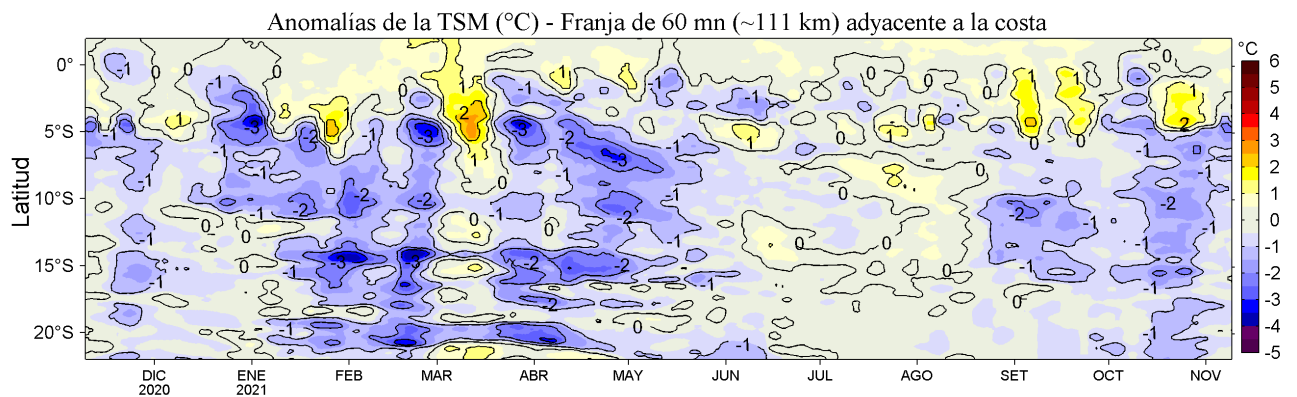 Anomalías de la TSM (°C) - Franja de 60 mn (~111 km) adyacente a la costa
°C
Latitud
0°
5°S
10°S
15°S
20°S
6
5
4
3
2
1
0
-1
-2
-3
-4
-5
DIC ENE FEB MAR ABR MAY JUN JUL AGO SET OCT NOV
2020 2021